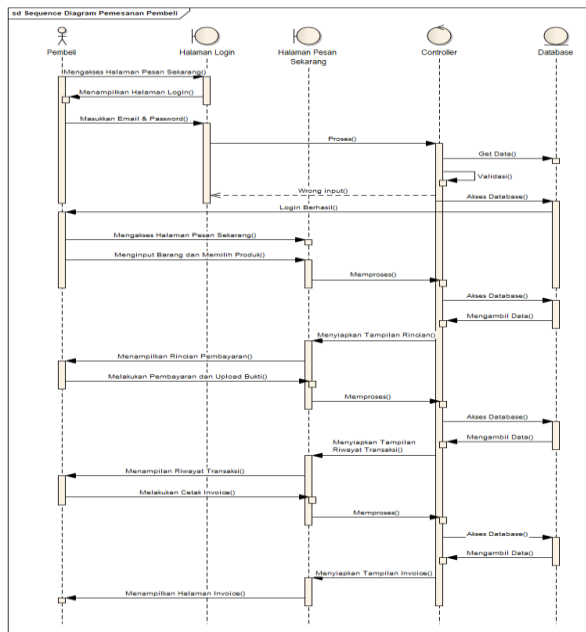 sd Sequence Diagram Pemesanan Pembeli
Pembeli
Halaman Login
Halaman Pesan
Sekarang
Controller
Database
Mengakses Halaman Pesan Sekarang()
Menampilkan Halaman Login()
Masukkan Email & Password()
Proses()
Get Data()
Validasi()
Wrong input()
Akses Database()
Login Berhasil()
Mengakses Halaman Pesan Sekarang()
Menginput Barang dan Memilih Produk()
Memproses()
Akses Database()
Mengambil Data()
Menyiapkan Tampilan Rincian()
Menampilkan Rincian Pembayaran()
Melakukan Pembayaran dan Upload Bukti()
Memproses()
Akses Database()
Mengambil Data()
Menyiapkan Tampilan
Riwayat Transaksi()
Menampilan Riwayat Transaksi()
Melakukan Cetak Invoice()
Memproses()
Akses Database()
Mengambil Data()
Menyiapkan Tampilan Invoice()
Menampilkan Halaman Invoice()